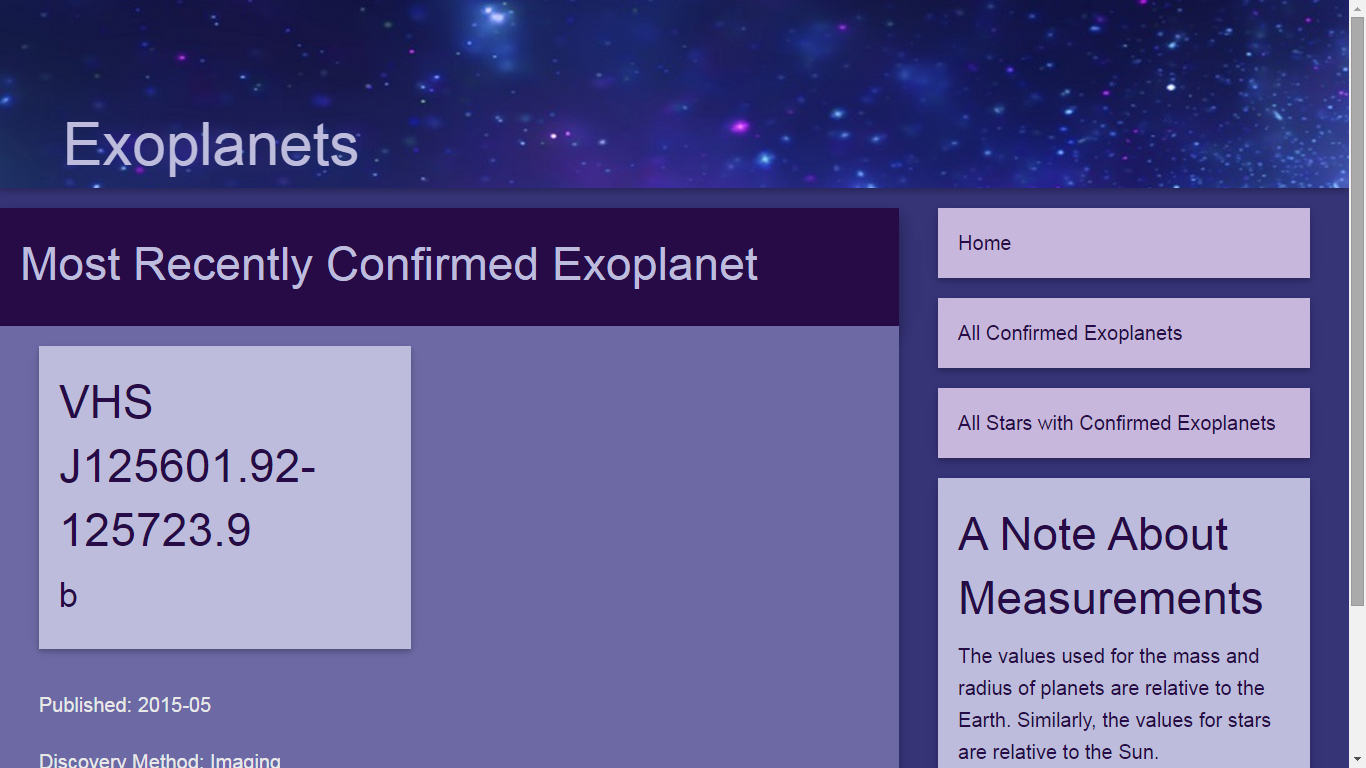 Exoplanets
Most Recently Confirmed Exoplanet
VHS
J125601.92-
125723.9
b
Published: 2015-05
Discovery Method: Imaging
Home
All Confirmed Exoplanets
All Stars with Confirmed Exoplanets
A Note About
Measurements
The values used for the mass and
radius of planets are relative to the
Earth. Similarly, the values for stars
are relative to the Sun.